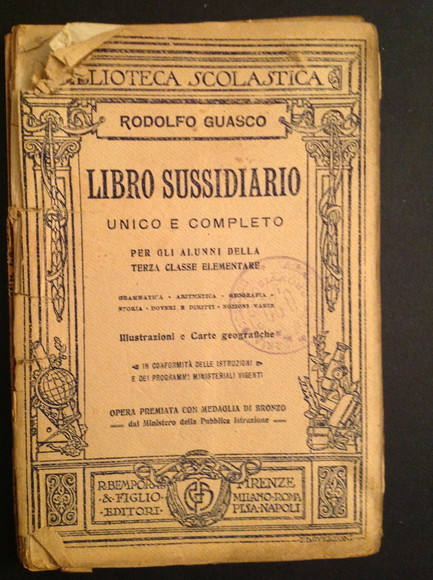 BIBLIOTECA SCOLASTICA
RODOLFO GUASCO
LIBRO SUSSIDIARIO
UNICO E COMPLETO
PER GLI ALUNNI DELLA
TERZA CLASSE ELEMENTARE
GRAMMATICA - ARITMETICA - GEOGRAFIA -
STORIA - DOVERI E DIRITTI - NOZIONI VARIE
Illustrazioni e Carte geografiche
IN CONFORMITÀ DELLE ISTRUZIONI
E DEI PROGRAMMI MINISTERIALI VIGENTI
OPERA PREMIATA CON MEDAGLIA DI BRONZO
dal Ministero della Pubblica Istruzione
R. BEMPORAD
& FIGLIO
EDITORI
FIRENZE
MILANO-ROMA
PISA-NAPOLI